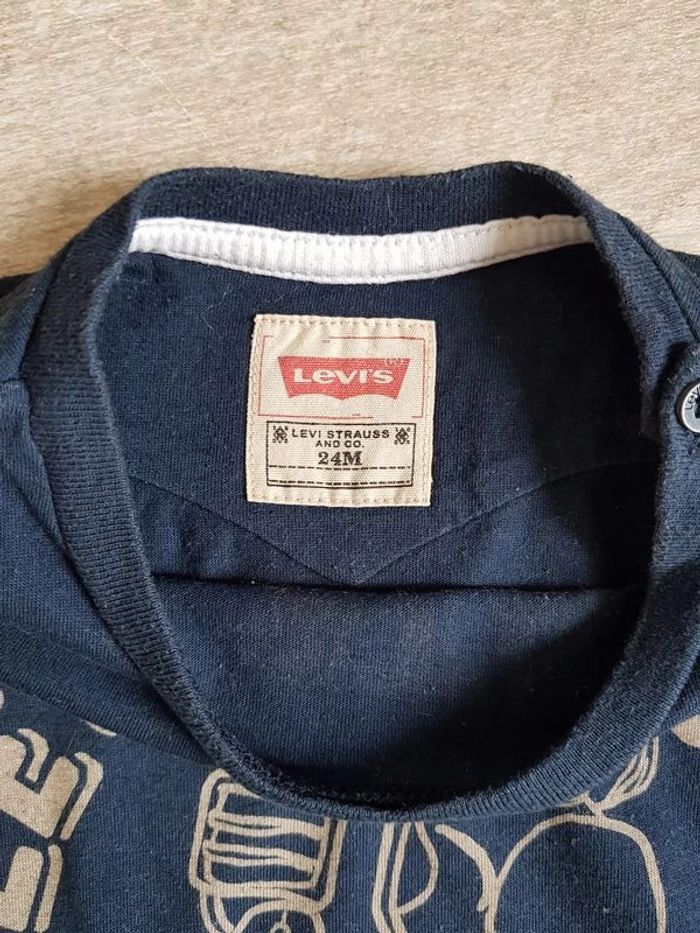 LEVI'S
LEVI STRAUSS
AND CO.
24M